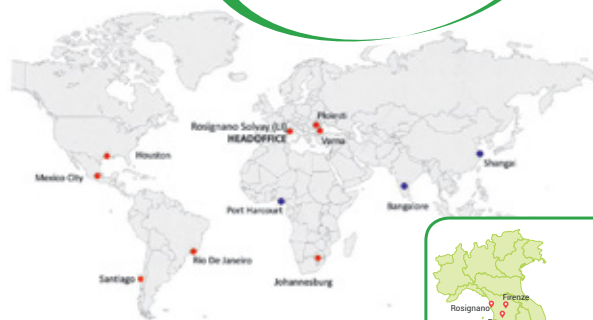 Ploiesti
Rosignano Solvay (LI)
HEADOFFICE
Varna
Houston
Shangai
Mexico City
Bangalore
Port Harcourt
Rio De Janeiro
Santiago
Johannesburg
Firenze
Rosignano